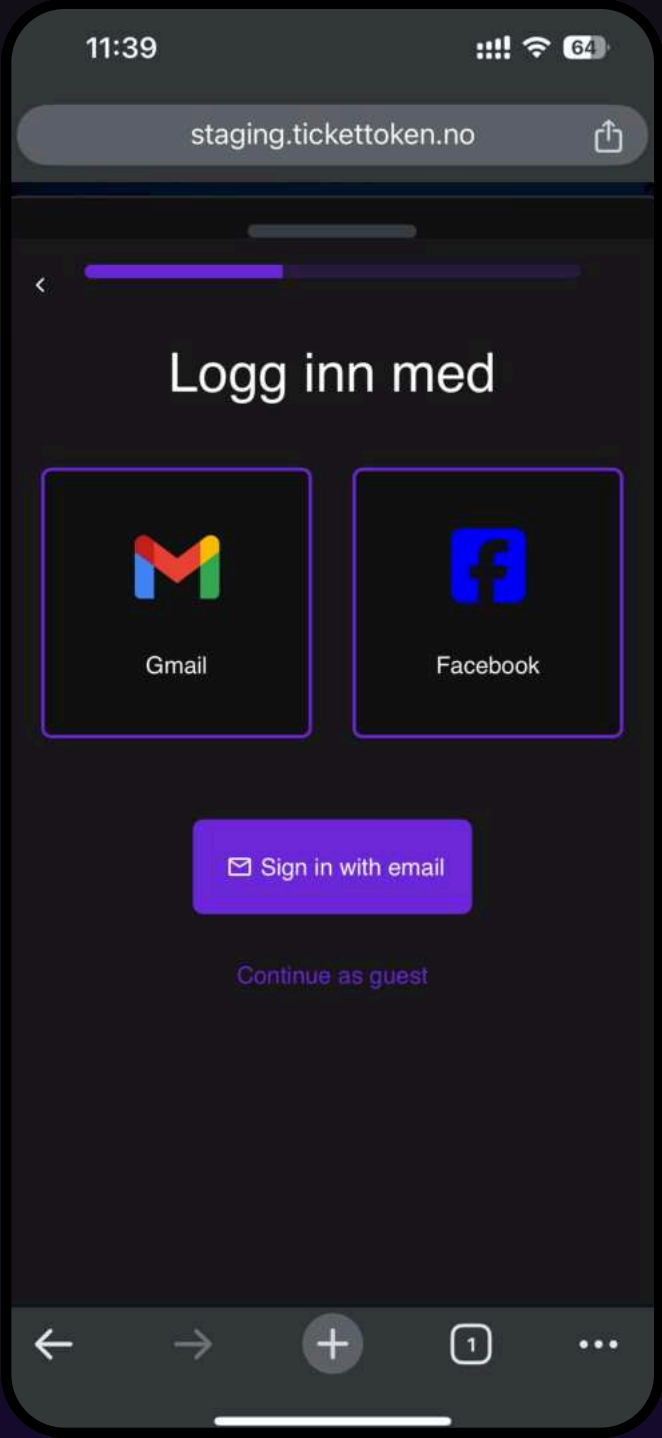 11:39
64
staging.tickettoken.no
Logg inn med
Gmail
Facebook
Sign in with email
Continue as guest
1